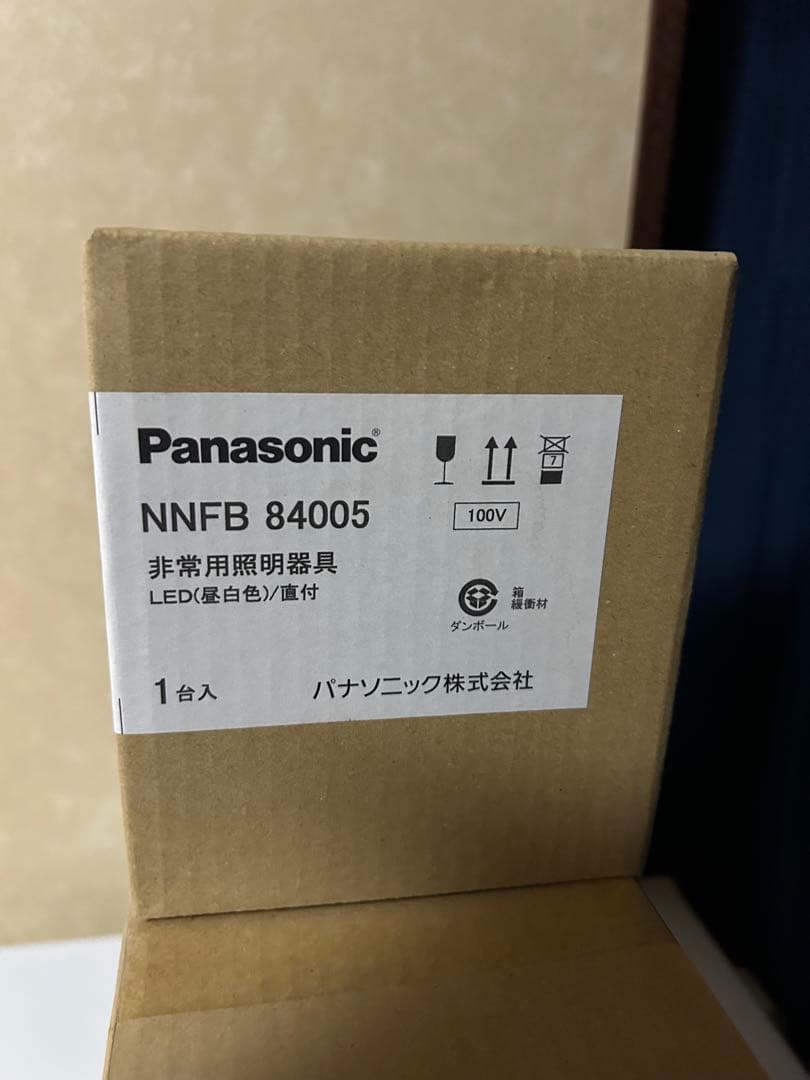 Panasonic®
7
NNFB 84005
100V
非常用照明器具
LED(昼白色)/直付
箱
緩衝材
ダンボール
1台入
パナソニック株式会社